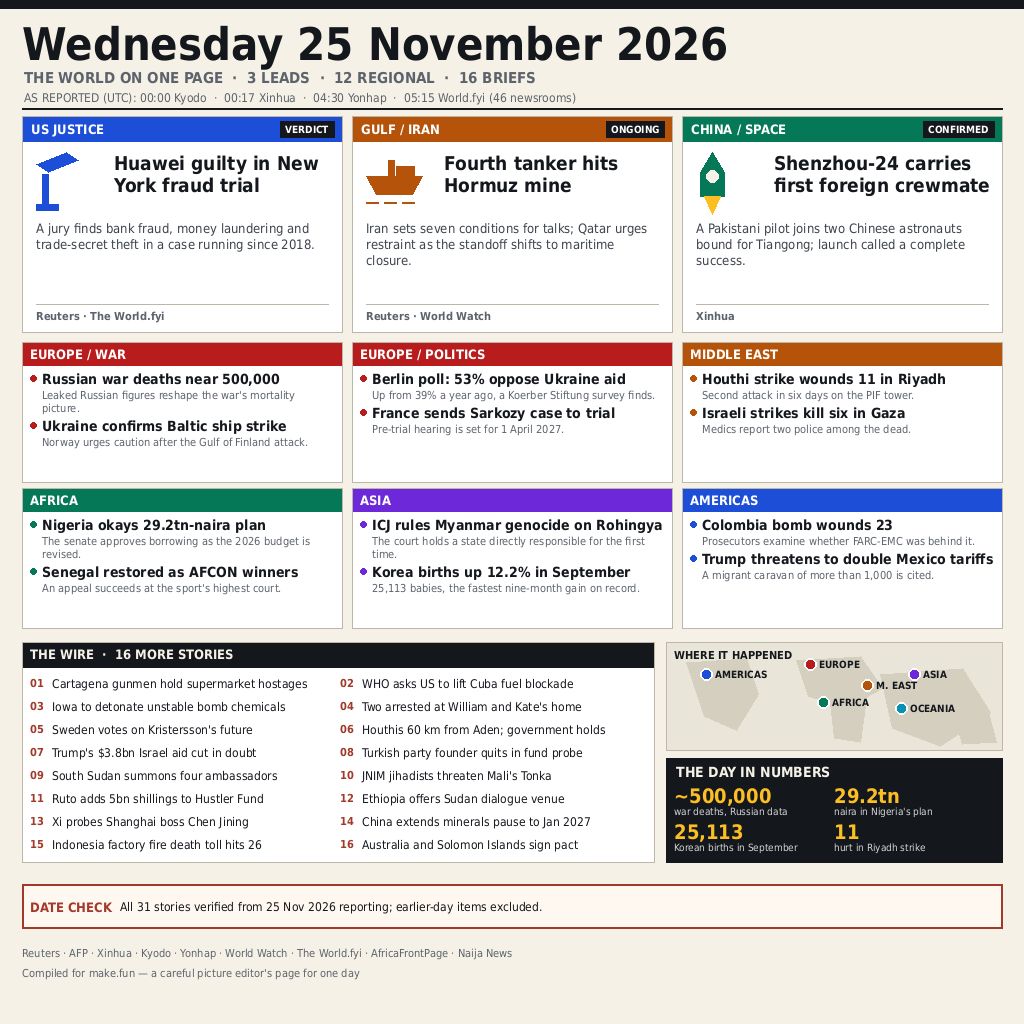 Wednesday 25 November 2026
THE WORLD ON ONE PAGE · 3 LEADS · 12 REGIONAL · 16 BRIEFS
AS REPORTED (UTC): 00:00 Kyodo · 00:17 Xinhua · 04:30 Yonhap · 05:15 World.fyi (46 newsrooms)
US JUSTICE
VERDICT
Huawei guilty in New
York fraud trial
A jury finds bank fraud, money laundering and
trade-secret theft in a case running since 2018.
Reuters · The World.fyi
GULF / IRAN
ONGOING
Fourth tanker hits
Hormuz mine
Iran sets seven conditions for talks; Qatar urges
restraint as the standoff shifts to maritime
closure.
Reuters · World Watch
CHINA / SPACE
CONFIRMED
Shenzhou-24 carries
first foreign crewmate
A Pakistani pilot joins two Chinese astronauts
bound for Tiangong; launch called a complete
success.
Xinhua
EUROPE / WAR
Russian war deaths near 500,000
Leaked Russian figures reshape the war's mortality
picture.
Ukraine confirms Baltic ship strike
Norway urges caution after the Gulf of Finland attack.
EUROPE / POLITICS
Berlin poll: 53% oppose Ukraine aid
Up from 39% a year ago, a Koerber Stiftung survey finds.
France sends Sarkozy case to trial
Pre-trial hearing is set for 1 April 2027.
MIDDLE EAST
Houthi strike wounds 11 in Riyadh
Second attack in six days on the PIF tower.
Israeli strikes kill six in Gaza
Medics report two police among the dead.
AFRICA
Nigeria okays 29.2tn-naira plan
The senate approves borrowing as the 2026 budget is
revised.
Senegal restored as AFCON winners
An appeal succeeds at the sport's highest court.
ASIA
ICJ rules Myanmar genocide on Rohingya
The court holds a state directly responsible for the first
time.
Korea births up 12.2% in September
25,113 babies, the fastest nine-month gain on record.
AMERICAS
Colombia bomb wounds 23
Prosecutors examine whether FARC-EMC was behind it.
Trump threatens to double Mexico tariffs
A migrant caravan of more than 1,000 is cited.
THE WIRE · 16 MORE STORIES
01 Cartagena gunmen hold supermarket hostages
02 WHO asks US to lift Cuba fuel blockade
03 Iowa to detonate unstable bomb chemicals
04 Two arrested at William and Kate's home
05 Sweden votes on Kristersson's future
06 Houthis 60 km from Aden; government holds
07 Trump's $3.8bn Israel aid cut in doubt
08 Turkish party founder quits in fund probe
09 South Sudan summons four ambassadors
10 JNIM jihadists threaten Mali's Tonka
11 Ruto adds 5bn shillings to Hustler Fund
12 Ethiopia offers Sudan dialogue venue
13 Xi probes Shanghai boss Chen Jining
14 China extends minerals pause to Jan 2027
15 Indonesia factory fire death toll hits 26
16 Australia and Solomon Islands sign pact
WHERE IT HAPPENED
AMERICAS
EUROPE
ASIA
M. EAST
AFRICA
OCEANIA
THE DAY IN NUMBERS
~500,000
war deaths, Russian data
29.2tn
naira in Nigeria's plan
25,113
Korean births in September
11
hurt in Riyadh strike
DATE CHECK All 31 stories verified from 25 Nov 2026 reporting; earlier-day items excluded.
Reuters · AFP · Xinhua · Kyodo · Yonhap · World Watch · The World.fyi · AfricaFrontPage · Naija News
Compiled for make.fun — a careful picture editor's page for one day